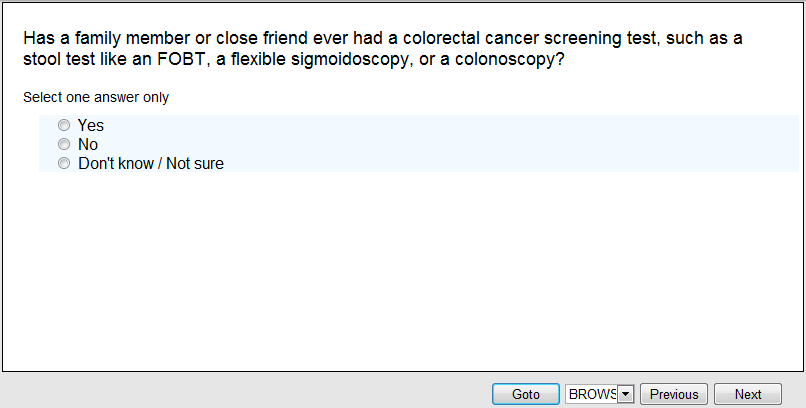 Has a family member or close friend ever had a colorectal cancer screening test, such as a
stool test like an FOBT, a flexible sigmoidoscopy, or a colonoscopy?
Select one answer only
Yes
No
Don't know / Not sure
Goto BROWS Previous Next